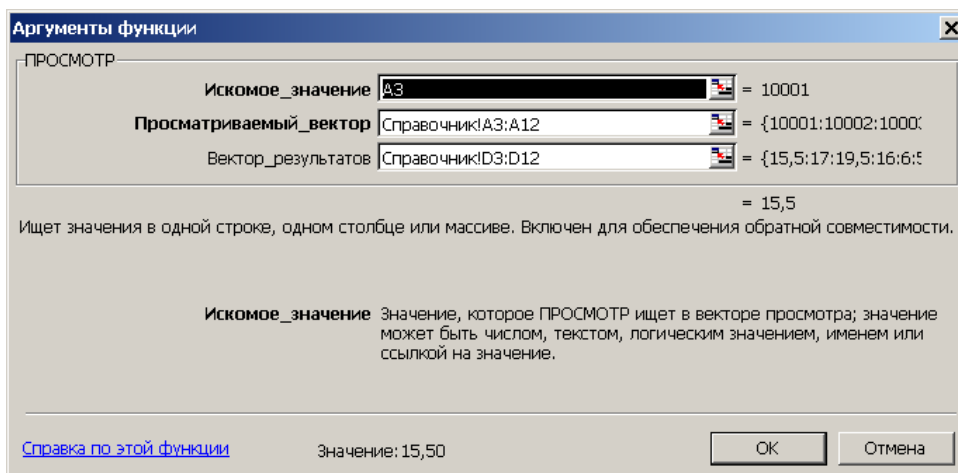 Аргументы функции
ПРОСМОТР
Искомое_значение A3 = 10001
Просматриваемый_вектор Справочник!A3:A12 = {10001:10002:10003
Вектор_результатов Справочник!D3:D12 = {15,5:17:19,5:16:6:5
= 15,5
Ищет значения в одной строке, одном столбце или массиве. Включен для обеспечения обратной совместимости.
Искомое_значение Значение, которое ПРОСМОТР ищет в векторе просмотра; значение
может быть числом, текстом, логическим значением, именем или
ссылкой на значение.
Справка по этой функции Значение: 15,50 OK Отмена